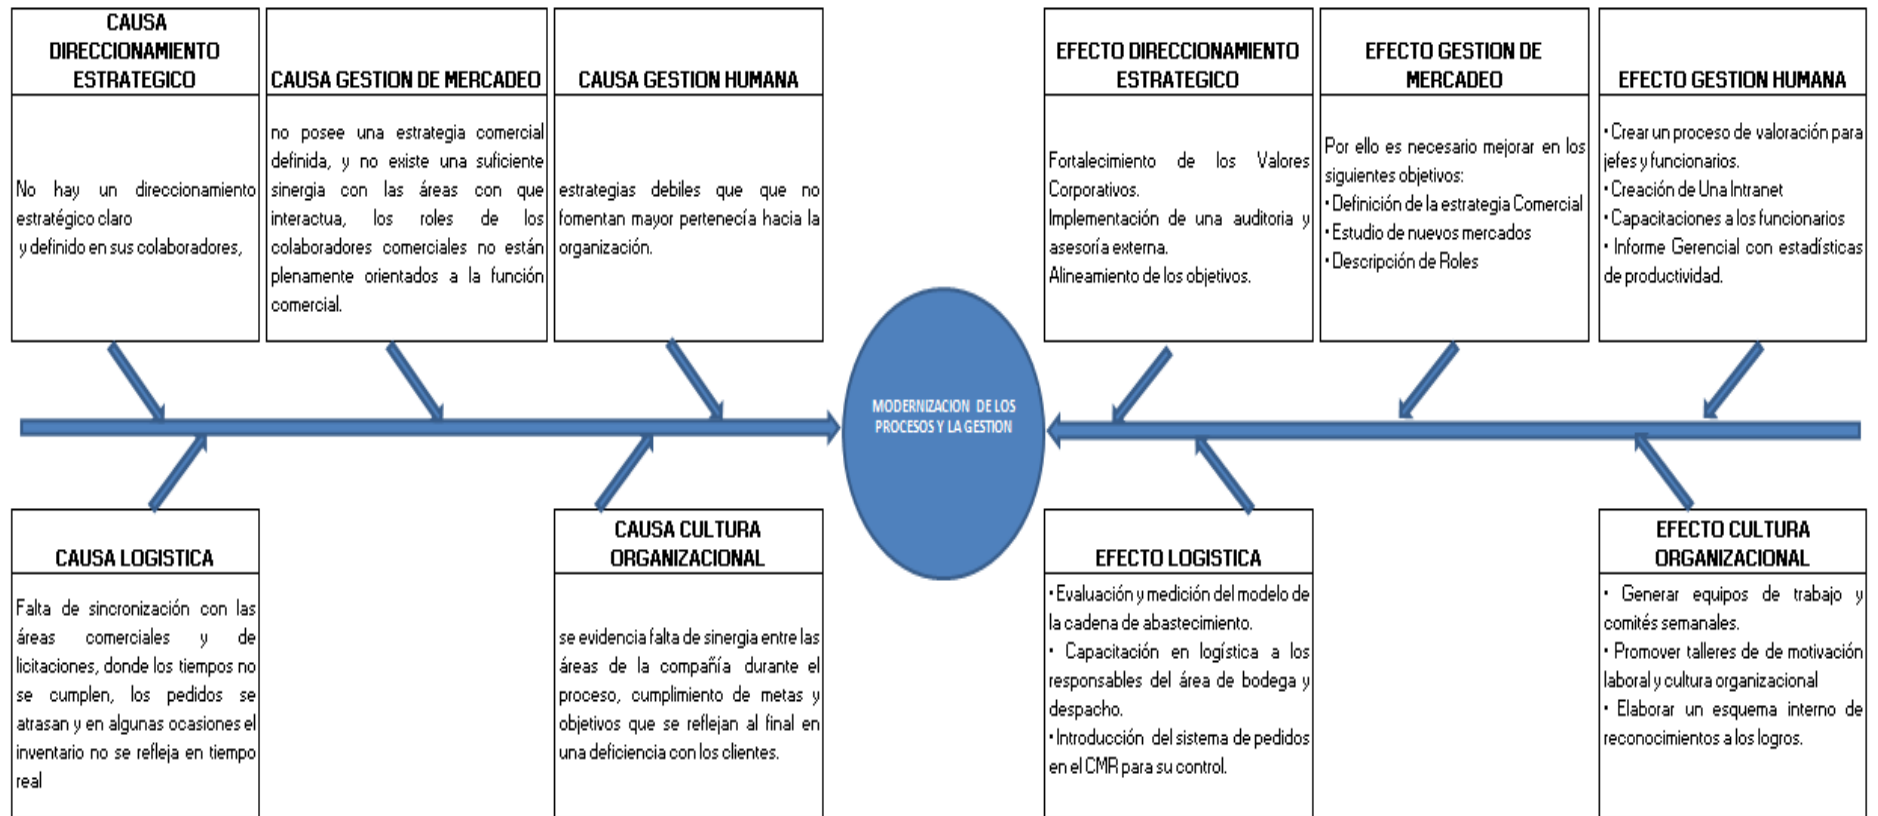 CAUSA
DIRECCIONAMIENTO
ESTRATEGICO
No hay un direccionamiento
estratégico claro
y definido en sus colaboradores,
CAUSA GESTION DE MERCADEO
no posee una estrategia comercial
definida, y no existe una suficiente
sinergia con las áreas con que
interactua, los roles de los
colaboradores comerciales no están
plenamente orientados a la función
comercial.
CAUSA GESTION HUMANA
estrategias debiles que que no
fomentan mayor pertenecía hacia la
organización.
EFECTO DIRECCIONAMIENTO
ESTRATEGICO
Fortalecimiento de los Valores
Corporativos.
Implementación de una auditoria y
asesoría externa.
Alineamiento de los objetivos.
EFECTO GESTION DE
MERCADEO
Por ello es necesario mejorar en los
siguientes objetivos:
• Definición de la estrategia Comercial
• Estudio de nuevos mercados
• Descripción de Roles
EFECTO GESTION HUMANA
• Crear un proceso de valoración para
jefes y funcionarios.
• Creación de Una Intranet
• Capacitaciones a los funcionarios
• Informe Gerencial con estadísticas
de productividad.
MODERNIZACION DE LOS
PROCESOS Y LA GESTION
CAUSA LOGISTICA
Falta de sincronización con las
áreas comerciales y de
licitaciones, donde los tiempos no
se cumplen, los pedidos se
atrasan y en algunas ocasiones el
inventario no se refleja en tiempo
real
CAUSA CULTURA
ORGANIZACIONAL
se evidencia falta de sinergia entre las
áreas de la compañía durante el
proceso, cumplimiento de metas y
objetivos que se reflejan al final en
una deficiencia con los clientes.
EFECTO LOGISTICA
• Evaluación y medición del modelo de
la cadena de abastecimiento.
• Capacitación en logística a los
responsables del área de bodega y
despacho.
• Introducción del sistema de pedidos
en el CMR para su control.
EFECTO CULTURA
ORGANIZACIONAL
• Generar equipos de trabajo y
comités semanales.
• Promover talleres de de motivación
laboral y cultura organizacional
• Elaborar un esquema interno de
reconocimientos a los logros.